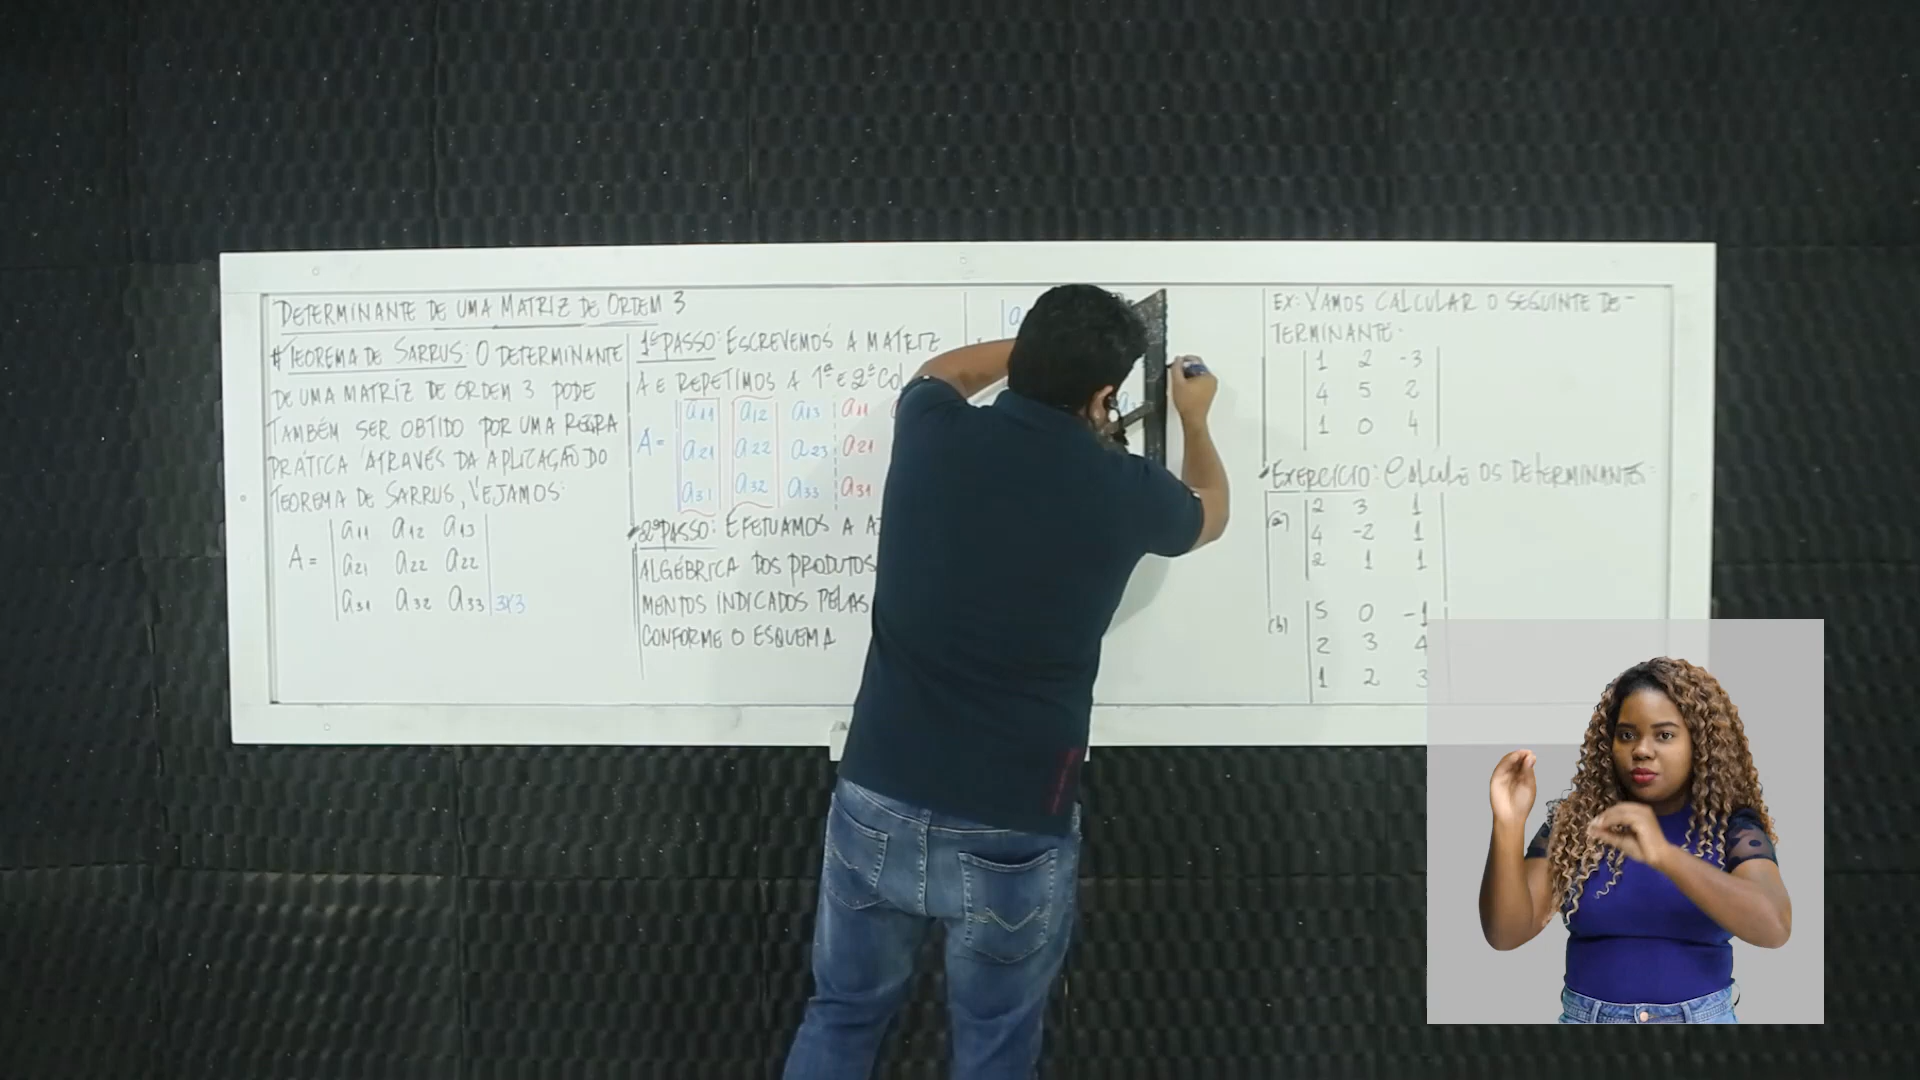 DETERMINANTE DE UMA MATRIZ DE ORDEM 3
# TEOREMA DE SARRUS: O DETERMINANTE
DE UMA MATRIZ DE ORDEM 3 PODE
TAMBÉM SER OBTIDO POR UMA REGRA
PRÁTICA ATRAVÉS DA APLICAÇÃO DO
TEOREMA DE SARRUS, VEJAMOS:
a11 a12 a13
A = a21 a22 a22
a31 a32 a33 3x3
1º PASSO: ESCREVEMOS A MATRIZ
A E REPETIMOS A 1ª E 2ª COL
a11 a12 a13 a11
A = a21 a22 a23 a21
a31 a32 a33 a31
2º PASSO: EFETUAMOS A
ALGÉBRICA DOS PRODUTOS
MENTOS INDICADOS PELAS
CONFORME O ESQUEMA
EX: VAMOS CALCULAR O SEGUINTE DE-
TERMINANTE.
1 2 -3
4 5 2
1 0 4
EXERCÍCIO: CALCULE OS DETERMINANTES:
(a) 2 3 1
4 -2 1
2 1 1
(b) 5 0 -1
2 3 4
1 2 3